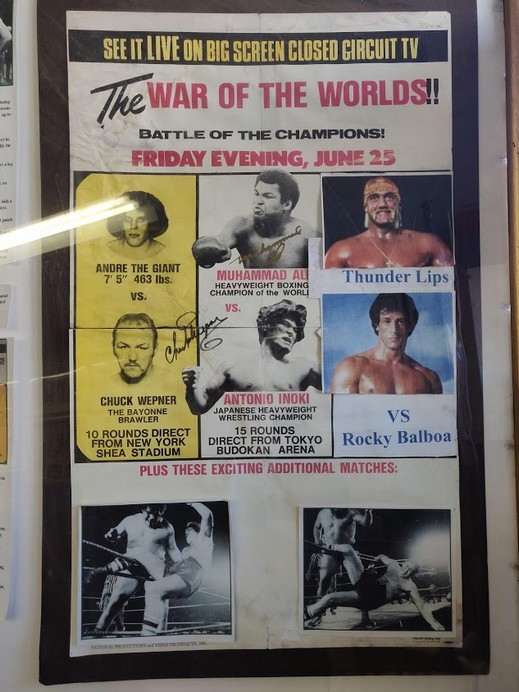 SEE IT LIVE ON BIG SCREEN CLOSED CIRCUIT TV
The WAR OF THE WORLDS!!
BATTLE OF THE CHAMPIONS!
FRIDAY EVENING, JUNE 25
ANDRE THE GIANT
7' 5" 463 lbs.
VS.
CHUCK WEPNER
THE BAYONNE
BRAWLER
10 ROUNDS DIRECT
FROM NEW YORK
SHEA STADIUM
MUHAMMAD ALI
HEAVYWEIGHT BOXING
CHAMPION of the WORL
VS.
ANTONIO INOKI
JAPANESE HEAVYWEIGHT
WRESTLING CHAMPION
15 ROUNDS
DIRECT FROM TOKYO
BUDOKAN ARENA
Thunder Lips
VS
Rocky Balboa
PLUS THESE EXCITING ADDITIONAL MATCHES: